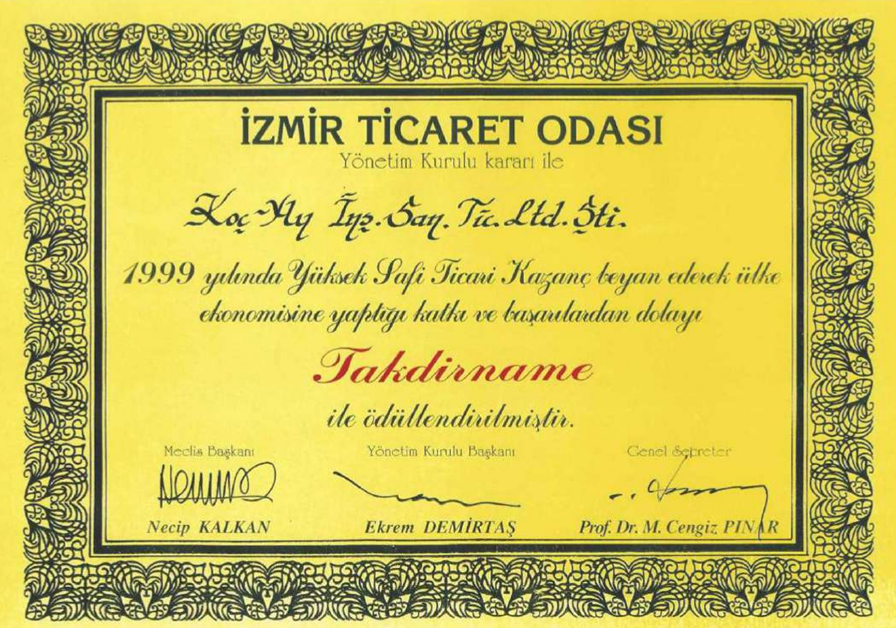 İZMİR TİCARET ODASI
Yönetim Kurulu kararı ile
Koç-Ay İnş. San. Tic. Ltd. Şti.
1999 yılında Yüksek Safi Ticari Kazanç beyan ederek ülke
ekonomisine yaptığı katkı ve başarılardan dolayı
Takdirname
ile ödüllendirilmiştir.
Meclis Başkanı Yönetim Kurulu Başkanı Genel Sekreter
Necip KALKAN Ekrem DEMİRTAŞ Prof. Dr. M. Cengiz PINAR